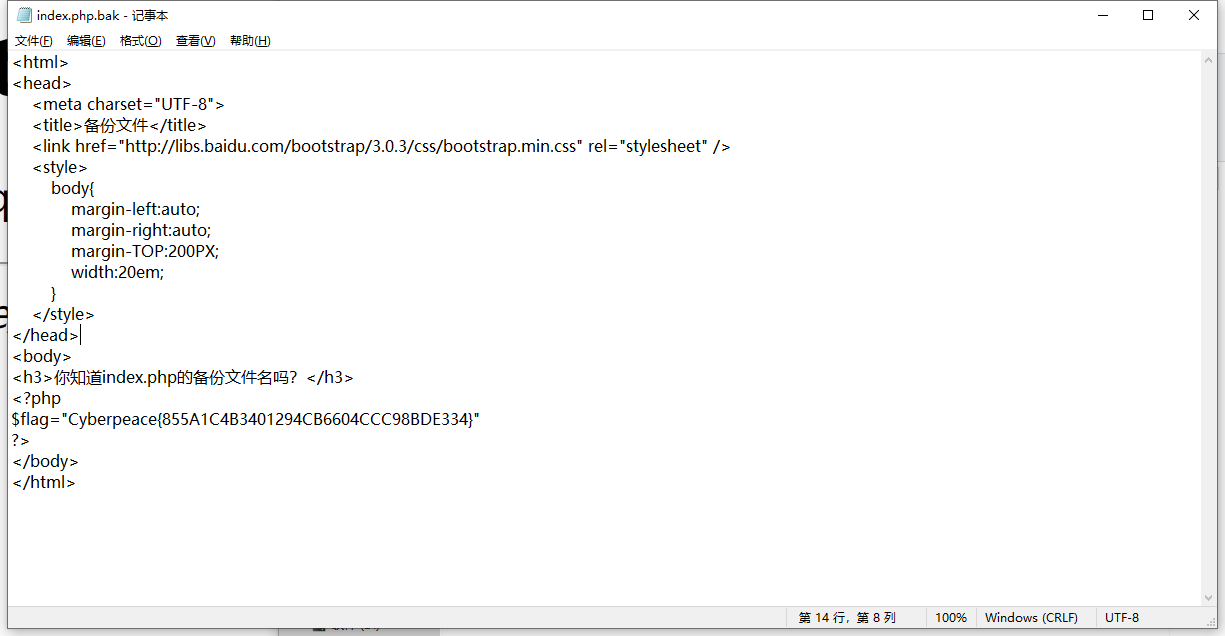 index.php.bak - 记事本
文件(F) 编辑(E) 格式(O) 查看(V) 帮助(H)
<html>
<head>
    <meta charset="UTF-8">
    <title>备份文件</title>
    <link href="http://libs.baidu.com/bootstrap/3.0.3/css/bootstrap.min.css" rel="stylesheet" />
    <style>
        body{
            margin-left:auto;
            margin-right:auto;
            margin-TOP:200PX;
            width:20em;
        }
    </style>
</head>
<body>
<h3>你知道index.php的备份文件名吗？</h3>
<?php
$flag="Cyberpeace{855A1C4B3401294CB6604CCC98BDE334}"
?>
</body>
</html>
第 14 行，第 8 列 100% Windows (CRLF) UTF-8